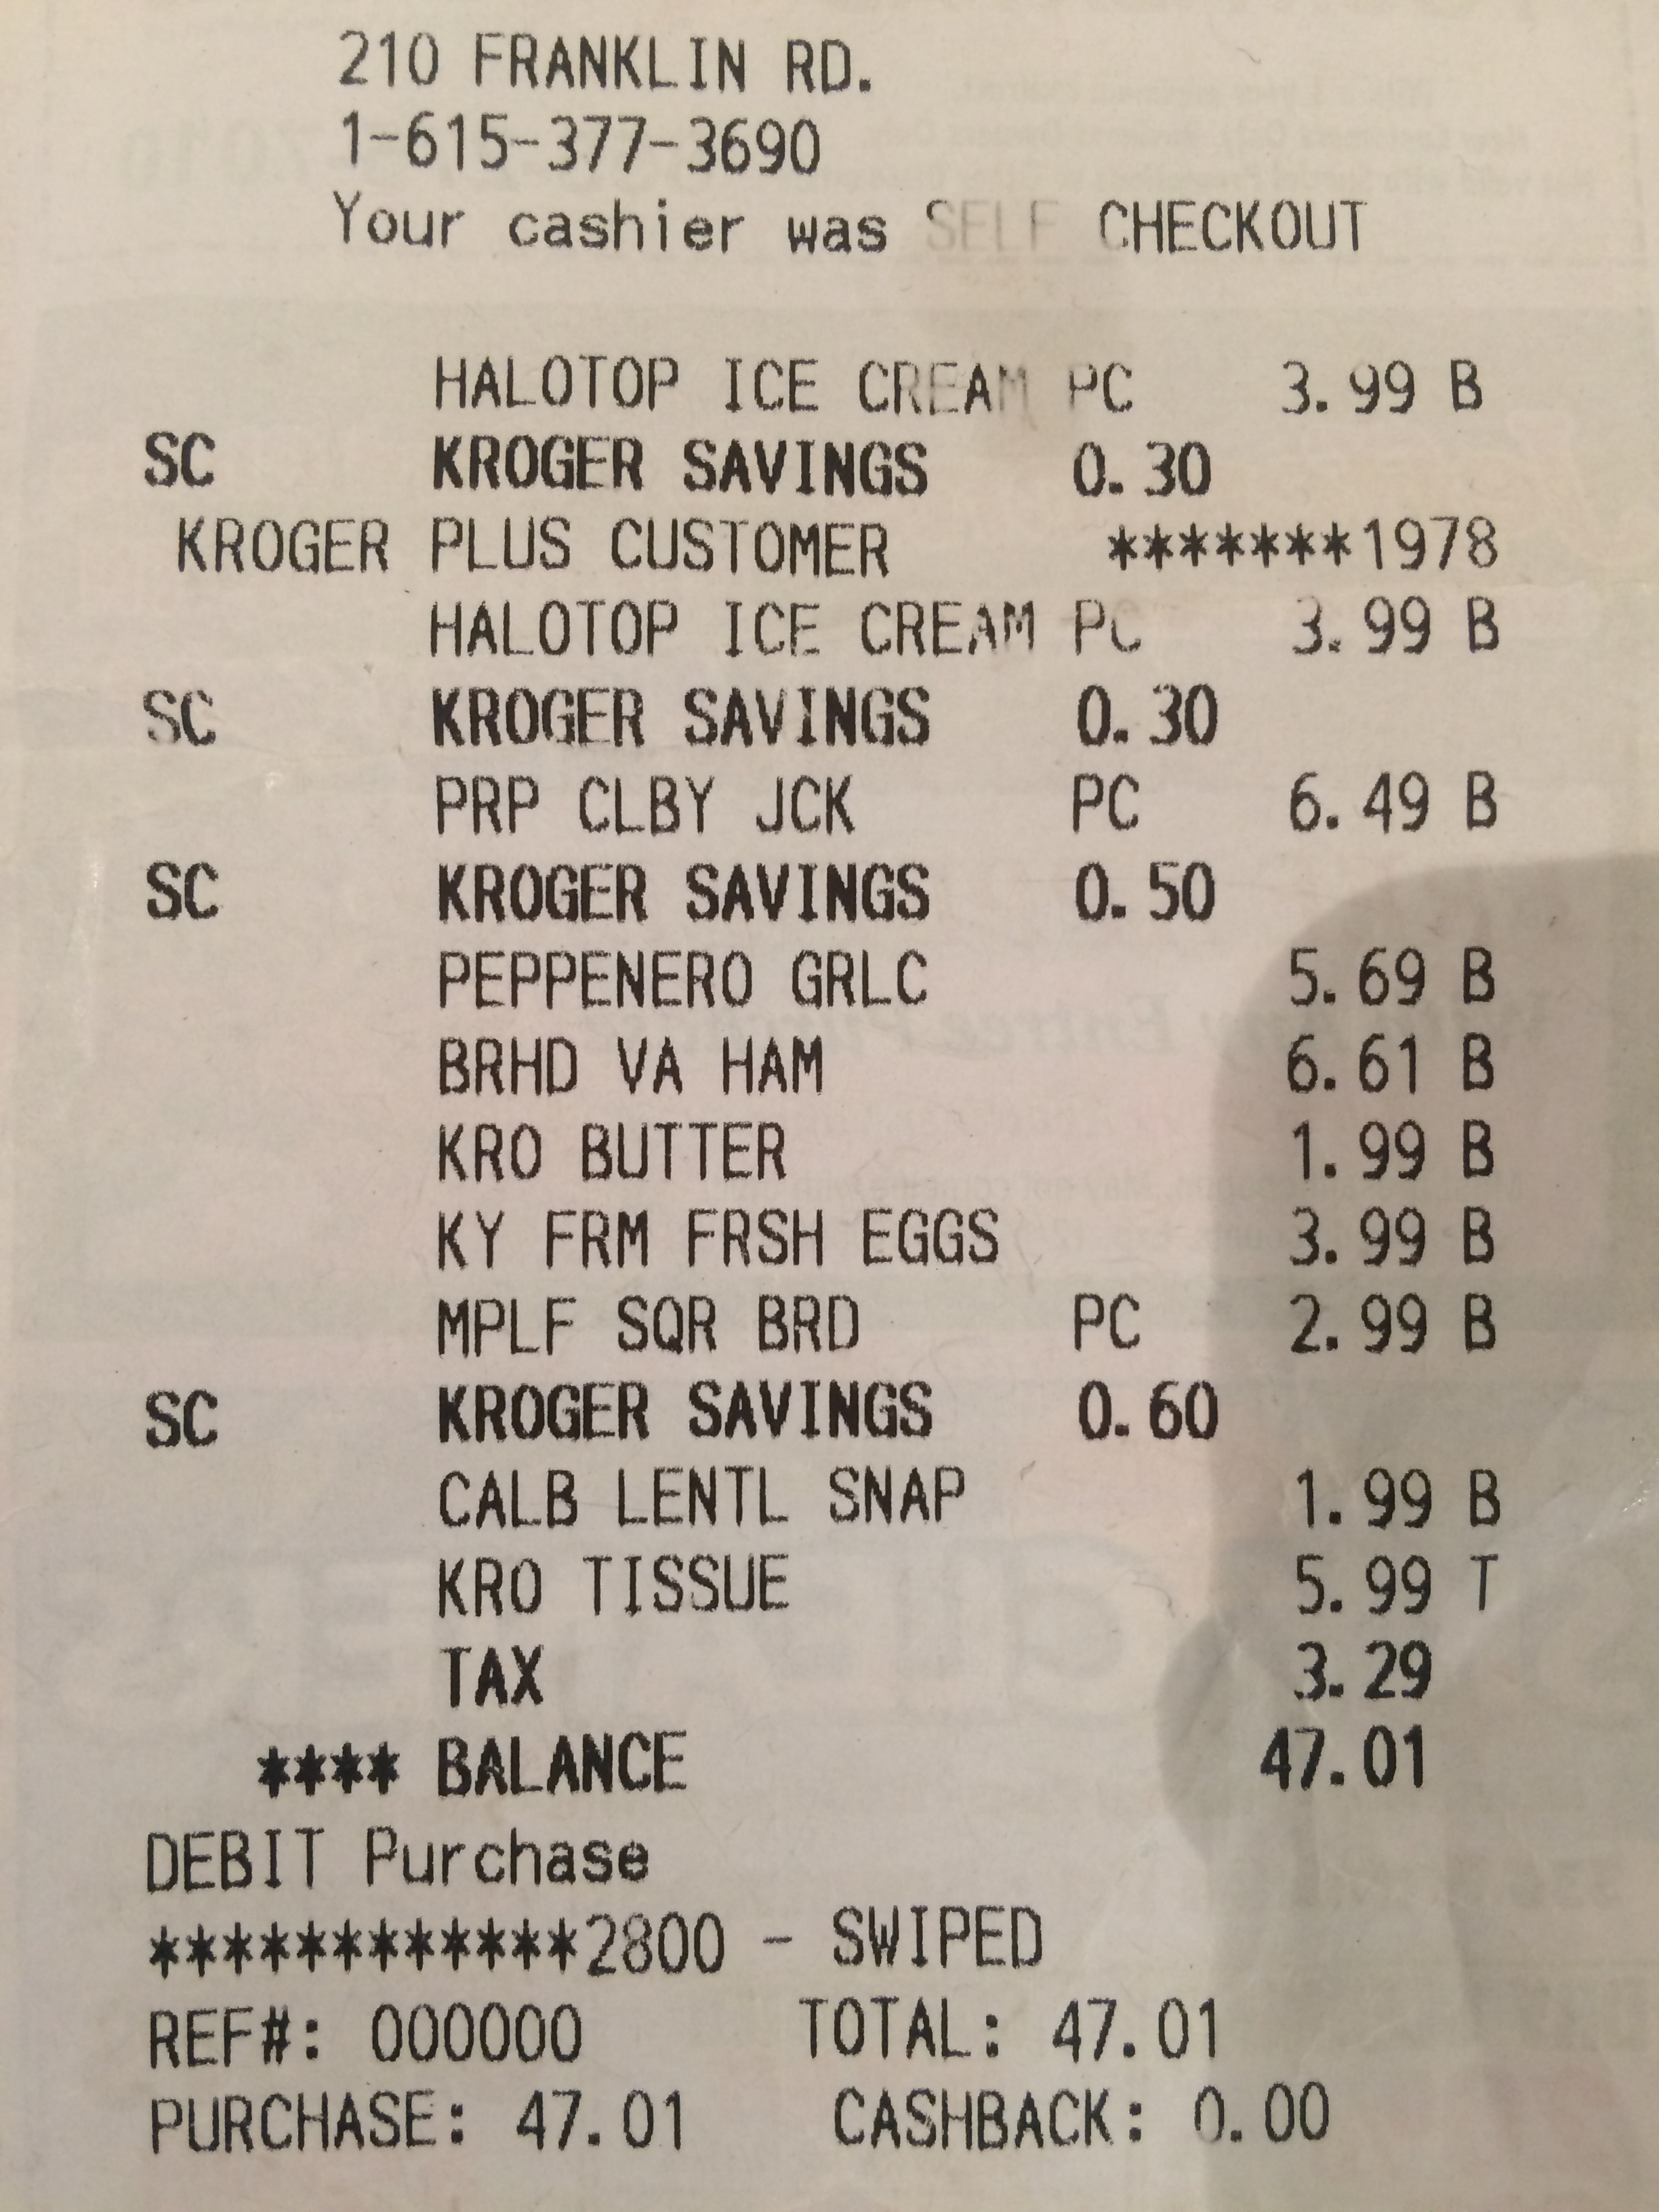 210 FRANKLIN RD.
1-615-377-3690
Your cashier was SELF CHECKOUT
HALOTOP ICE CREAM PC 3.99 B
SC KROGER SAVINGS 0.30
KROGER PLUS CUSTOMER *******1978
HALOTOP ICE CREAM PC 3.99 B
SC KROGER SAVINGS 0.30
PRP CLBY JCK PC 6.49 B
SC KROGER SAVINGS 0.50
PEPPENERO GRLC 5.69 B
BRHD VA HAM 6.61 B
KRO BUTTER 1.99 B
KY FRM FRSH EGGS 3.99 B
MPLF SQR BRD PC 2.99 B
SC KROGER SAVINGS 0.60
CALB LENTL SNAP 1.99 B
KRO TISSUE 5.99 T
TAX 3.29
**** BALANCE 47.01
DEBIT Purchase
************2800 - SWIPED
REF#: 000000 TOTAL: 47.01
PURCHASE: 47.01 CASHBACK: 0.00